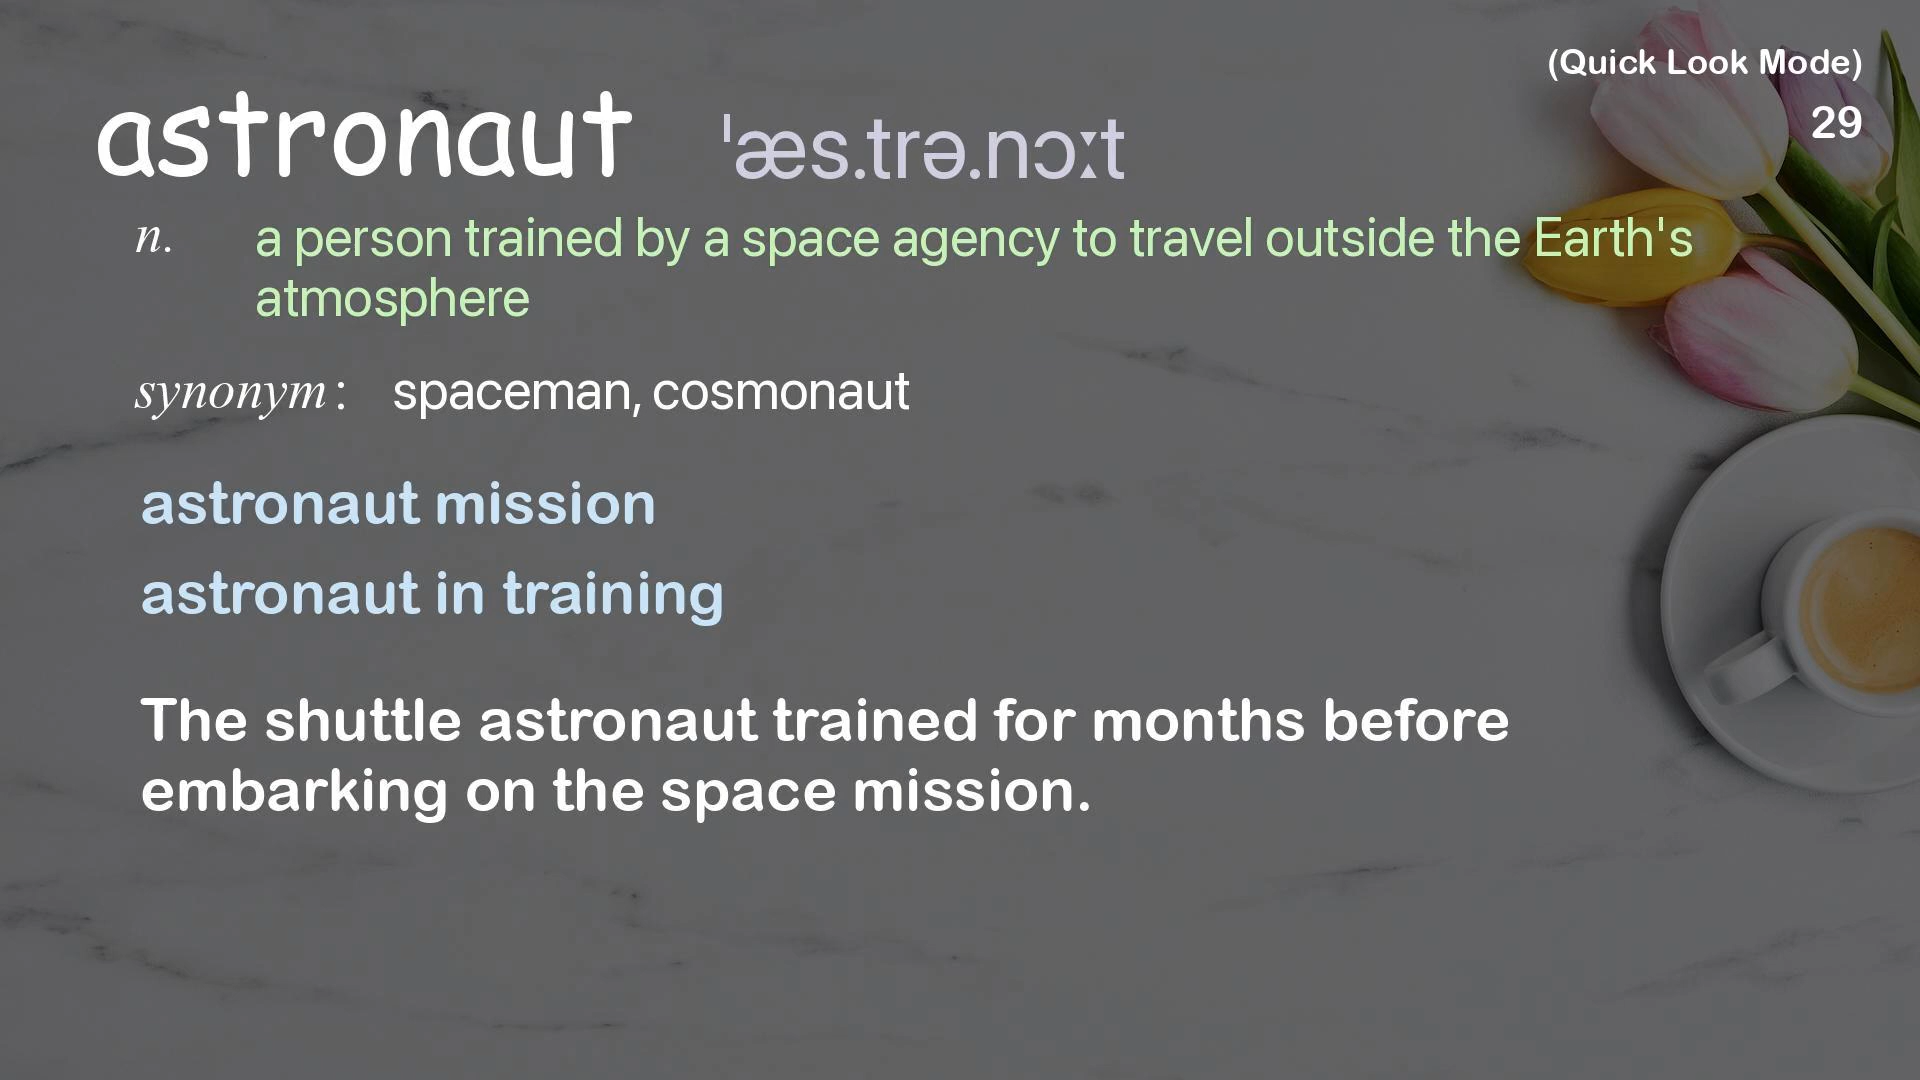 (Quick Look Mode)
29
astronaut ˈæs.trə.nɔːt
n. a person trained by a space agency to travel outside the Earth's
atmosphere
synonym: spaceman, cosmonaut
astronaut mission
astronaut in training
The shuttle astronaut trained for months before
embarking on the space mission.